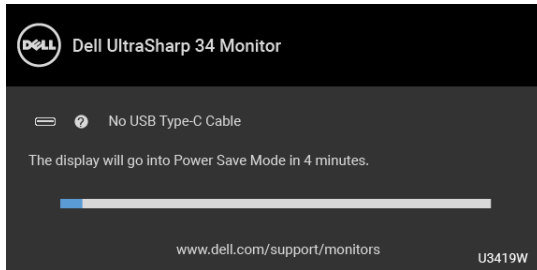 DELL
Dell UltraSharp 34 Monitor
? No USB Type-C Cable
The display will go into Power Save Mode in 4 minutes.
www.dell.com/support/monitors
U3419W